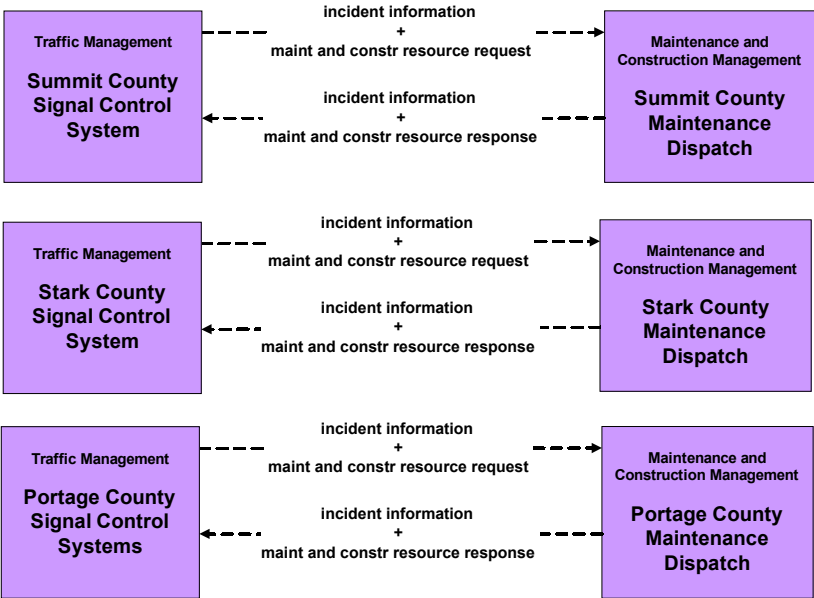 Traffic Management
Summit County
Signal Control
System
incident information
+
maint and constr resource request
incident information
+
maint and constr resource response
Maintenance and
Construction Management
Summit County
Maintenance
Dispatch
Traffic Management
Stark County
Signal Control
System
incident information
+
maint and constr resource request
incident information
+
maint and constr resource response
Maintenance and
Construction Management
Stark County
Maintenance
Dispatch
Traffic Management
Portage County
Signal Control
Systems
incident information
+
maint and constr resource request
incident information
+
maint and constr resource response
Maintenance and
Construction Management
Portage County
Maintenance
Dispatch